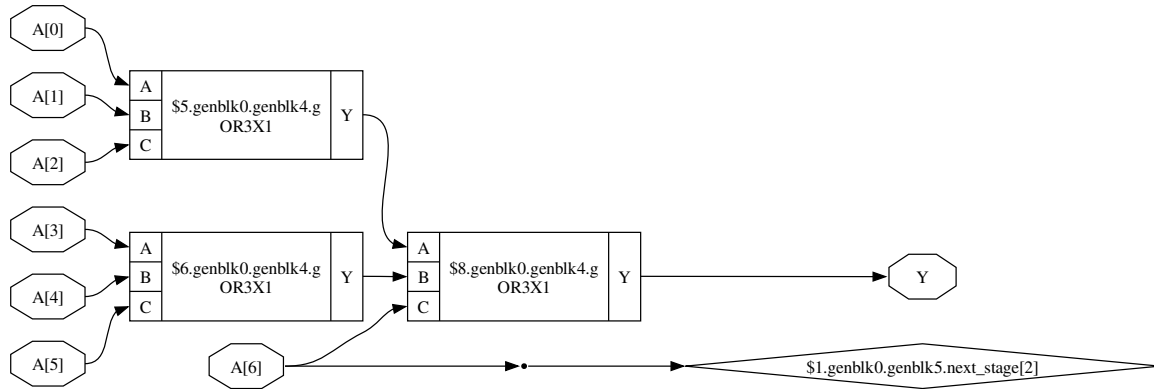 A[0]
A[1]
A[2]
A
B
C
$5.genblk0.genblk4.g
OR3X1
Y
A[3]
A[4]
A[5]
A
B
C
$6.genblk0.genblk4.g
OR3X1
Y
A[6]
A
B
C
$8.genblk0.genblk4.g
OR3X1
Y
Y
$1.genblk0.genblk5.next_stage[2]